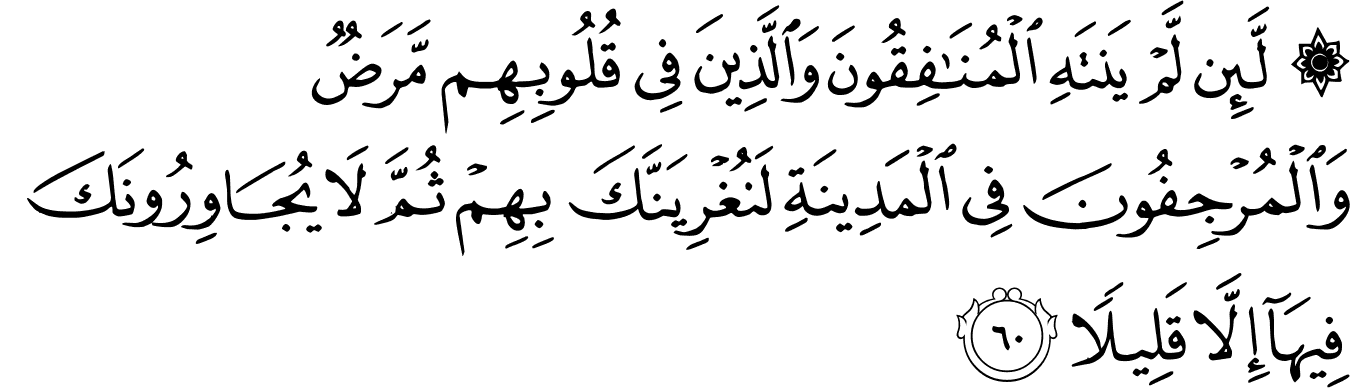 ۞ لَّئِن لَّمْ يَنتَهِ ٱلْمُنَـٰفِقُونَ وَٱلَّذِينَ فِى قُلُوبِهِم مَّرَضٌ
وَٱلْمُرْجِفُونَ فِى ٱلْمَدِينَةِ لَنُغْرِيَنَّكَ بِهِمْ ثُمَّ لَا يُجَاوِرُونَكَ
فِيهَآ إِلَّا قَلِيلًا ٦٠